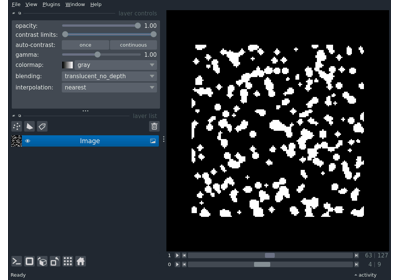 File View Plugins Window Help
layer controls
opacity: 1.00
contrast limits:
auto-contrast: once continuous
gamma: 1.00
colormap: gray
blending: translucent_no_depth
interpolation: nearest
layer list
Image
1 63 127
0 4 9
Ready activity